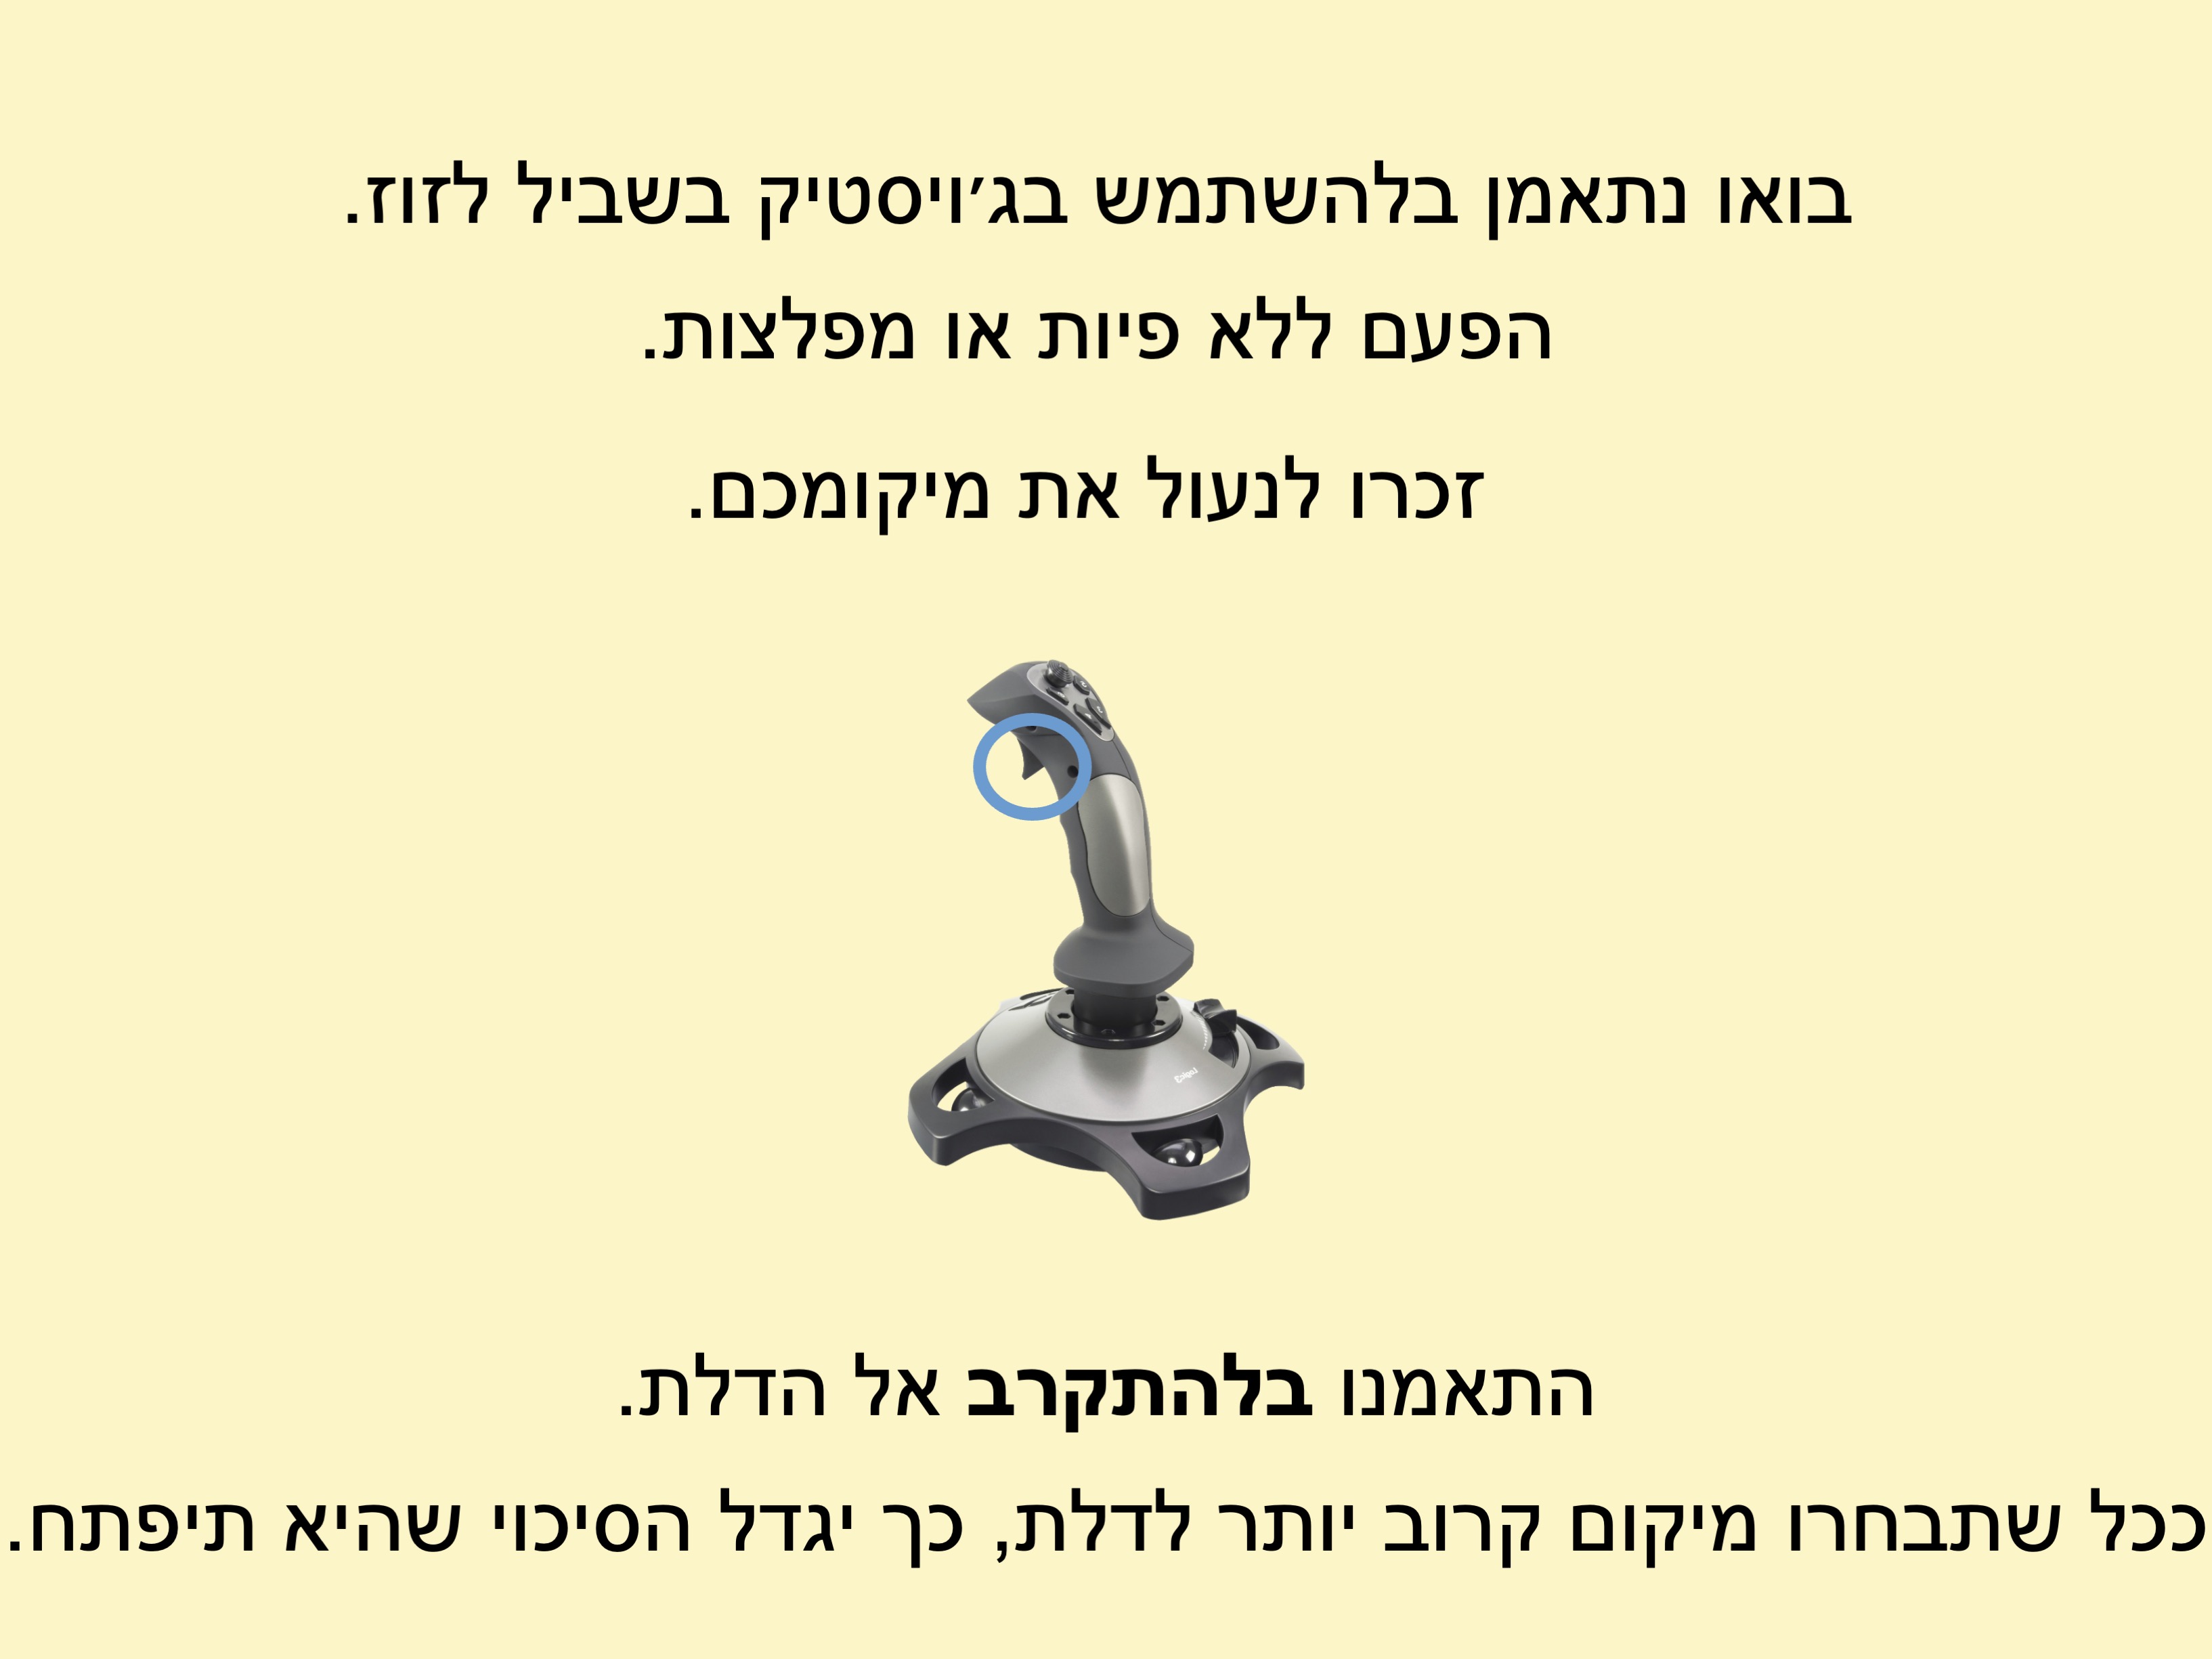 בואו נתאמן בלהשתמש בג׳ויסטיק בשביל לזוז.
הפעם ללא פיות או מפלצות.
זכרו לנעול את מיקומכם.
התאמנו בלהתקרב אל הדלת.
ככל שתבחרו מיקום קרוב יותר לדלת, כך יגדל הסיכוי שהיא תיפתח.